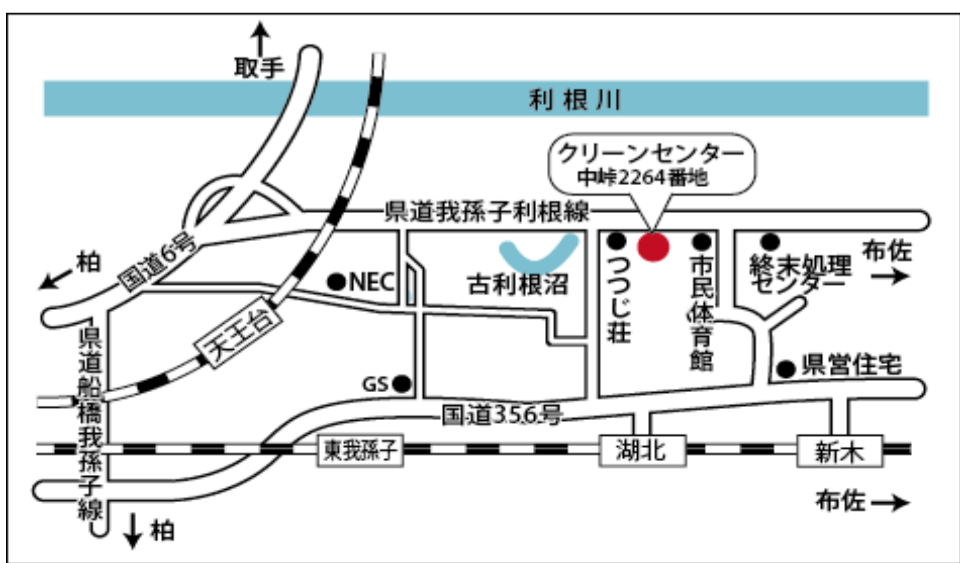 取手
利根川
クリーンセンター
中峠2264番地
県道我孫子利根線
国道6号
柏
NEC
古利根沼
つつじ荘
市民体育館
終末処理
センター
布佐
天王台
県道船橋我孫子線
GS
国道356号
県営住宅
東我孫子
湖北
新木
布佐
柏